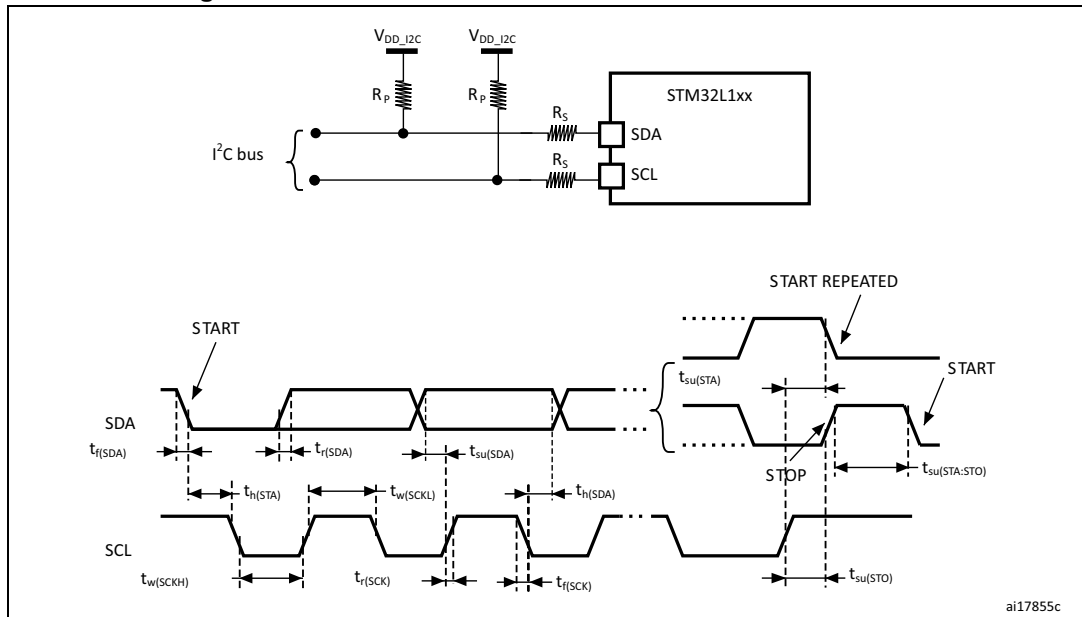 V_DD_I2C V_DD_I2C
R_P R_P STM32L1xx
R_S
SDA
I²C bus
R_S
SCL
START REPEATED
START
t_su(STA) START
SDA
t_f(SDA) t_r(SDA) t_su(SDA) STOP t_su(STA:STO)
t_h(STA) t_w(SCKL) t_h(SDA)
SCL
t_w(SCKH) t_r(SCK) t_f(SCK) t_su(STO)
ai17855c